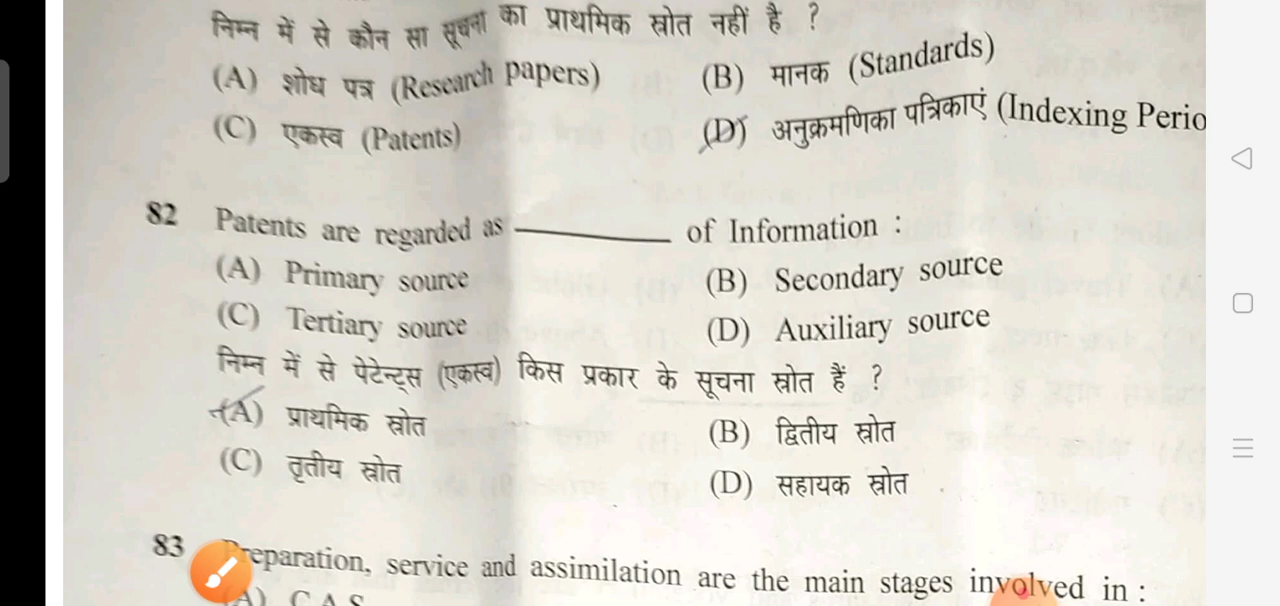 निम्न में से कौन सा सूचना का प्राथमिक स्रोत नहीं है ?
(A) शोध पत्र (Research papers) (B) मानक (Standards)
(C) एकस्व (Patents) (D) अनुक्रमणिका पत्रिकाएं (Indexing Perio
82 Patents are regarded as ________ of Information :
(A) Primary source (B) Secondary source
(C) Tertiary source (D) Auxiliary source
निम्न में से पेटेन्ट्स (एकस्व) किस प्रकार के सूचना स्रोत हैं ?
(A) प्राथमिक स्रोत (B) द्वितीय स्रोत
(C) तृतीय स्रोत (D) सहायक स्रोत
83 Preparation, service and assimilation are the main stages involved in :
(A) C A S